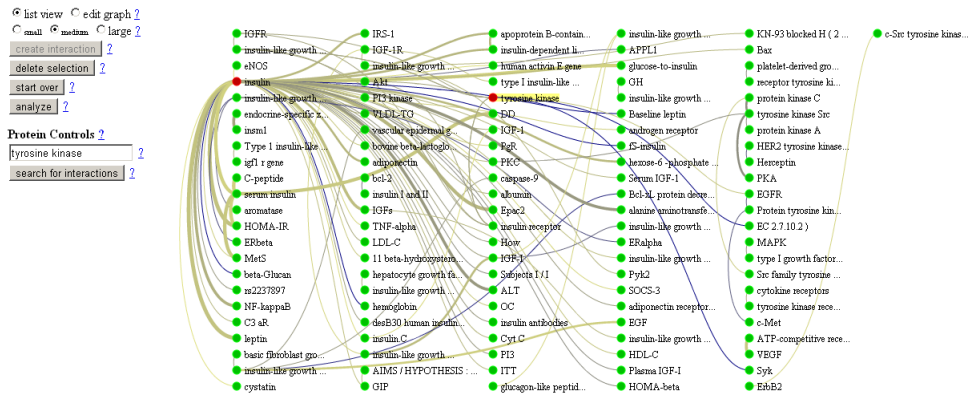 list view edit graph ?
small medium large ?
create interaction ?
delete selection ?
start over ?
analyze ?
Protein Controls ?
tyrosine kinase ?
search for interactions ?
IGFR
insulin-like growth ...
eNOS
insulin
insulin-like growth ...
endocrine-specific z...
insm1
Type 1 insulin-like ...
igf1 r gene
C-peptide
serum insulin
aromatase
HOMA-IR
ERbeta
MetS
beta-Glucan
rs2237897
NF-kappaB
C3 aR
leptin
basic fibroblast gro...
insulin-like growth ...
cystatin
IRS-1
IGF-1R
insulin-like growth ...
Akt
PI3 kinase
VLDL-TG
vascular epidermal g...
bovine beta-lactoglo...
adiponectin
bcl-2
insulin I and II
IGFs
TNF-alpha
LDL-C
11 beta-hydroxystero...
hepatocyte growth fa...
insulin-like growth ...
hemoglobin
desB30 human insulin...
insulin.C
insulin-like growth ...
AIMS / HYPOTHESIS : ...
GIP
apoprotein B-contain...
insulin-dependent li...
human activin E gene
type I insulin-like ...
tyrosine kinase
DD
IGF-1
PgR
PKC
caspase-9
albumin
Epac2
insulin receptor
How
IGF-1
Subjects I / I
ALT
OC
insulin antibodies
Cyt C
PI3
ITT
glucagon-like peptid...
insulin-like growth ...
APPL1
glucose-to-insulin
GH
insulin-like growth ...
Baseline leptin
androgen receptor
fS-insulin
hexose-6 -phosphate ...
Serum IGF-1
Bcl-xL protein decre...
alanine aminotransfe...
insulin-like growth ...
ERalpha
insulin-like growth ...
Pyk2
SOCS-3
adiponectin receptor...
EGF
insulin-like growth ...
HDL-C
Plasma IGF-I
HOMA-beta
KN-93 blocked H ( 2 ...
Bax
platelet-derived gro...
receptor tyrosine ki...
protein kinase C
tyrosine kinase Src
protein kinase A
HER2 tyrosine kinase...
Herceptin
PKA
EGFR
Protein tyrosine kin...
EC 2.7.10.2 )
MAPK
type I growth factor...
Src family tyrosine ...
cytokine receptors
tyrosine kinase rece...
c-Met
ATP-competitive rece...
VEGF
Syk
ErbB2
c-Src tyrosine kinas...